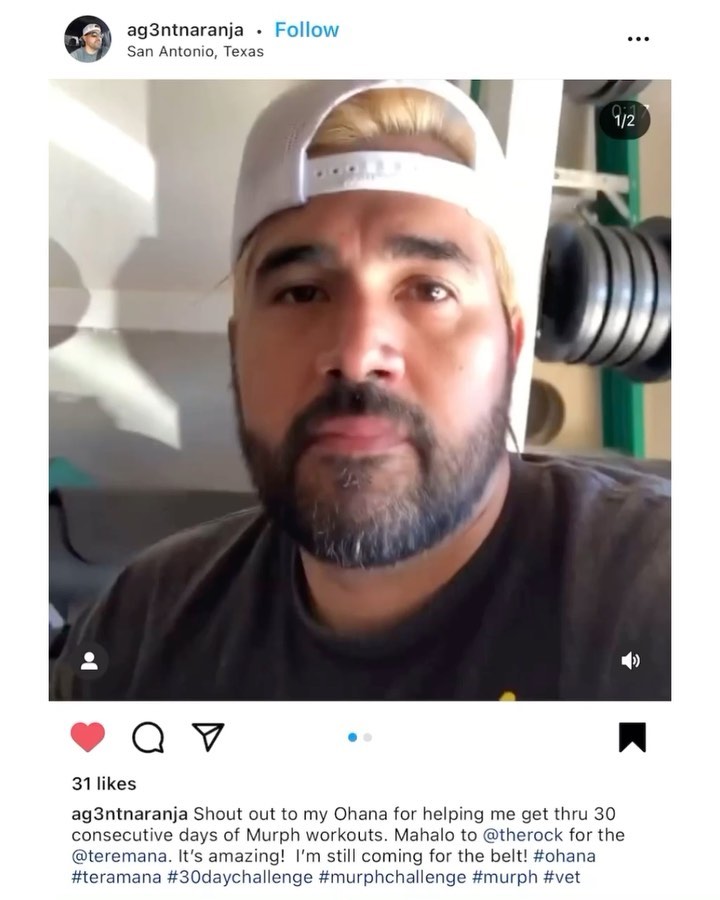 ag3ntnaranja • Follow
San Antonio, Texas
1/2
31 likes
ag3ntnaranja Shout out to my Ohana for helping me get thru 30
consecutive days of Murph workouts. Mahalo to @therock for the
@teremana. It's amazing!  I'm still coming for the belt! #ohana
#teramana #30daychallenge #murphchallenge #murph #vet